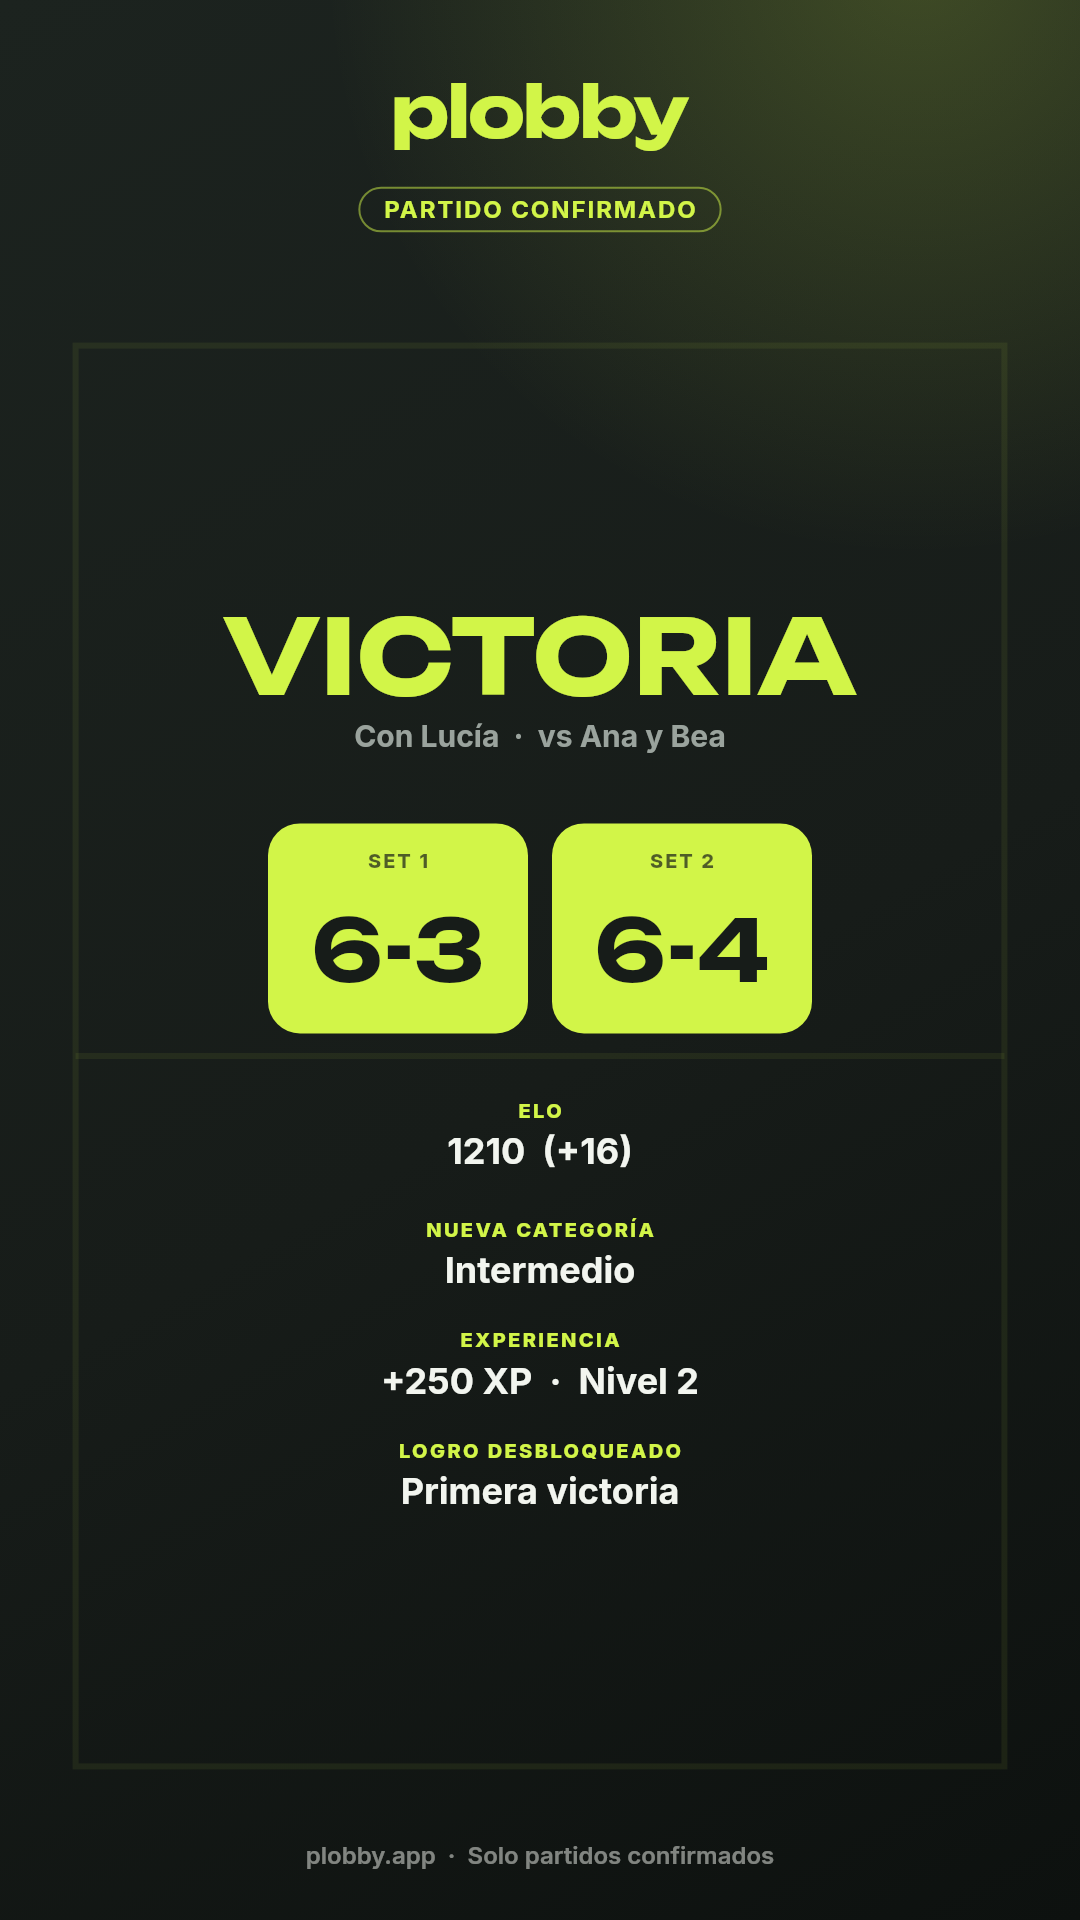 plobby
PARTIDO CONFIRMADO
VICTORIA
Con Lucía · vs Ana y Bea
SET 1
6-3
SET 2
6-4
ELO
1210 (+16)
NUEVA CATEGORÍA
Intermedio
EXPERIENCIA
+250 XP · Nivel 2
LOGRO DESBLOQUEADO
Primera victoria
plobby.app · Solo partidos confirmados